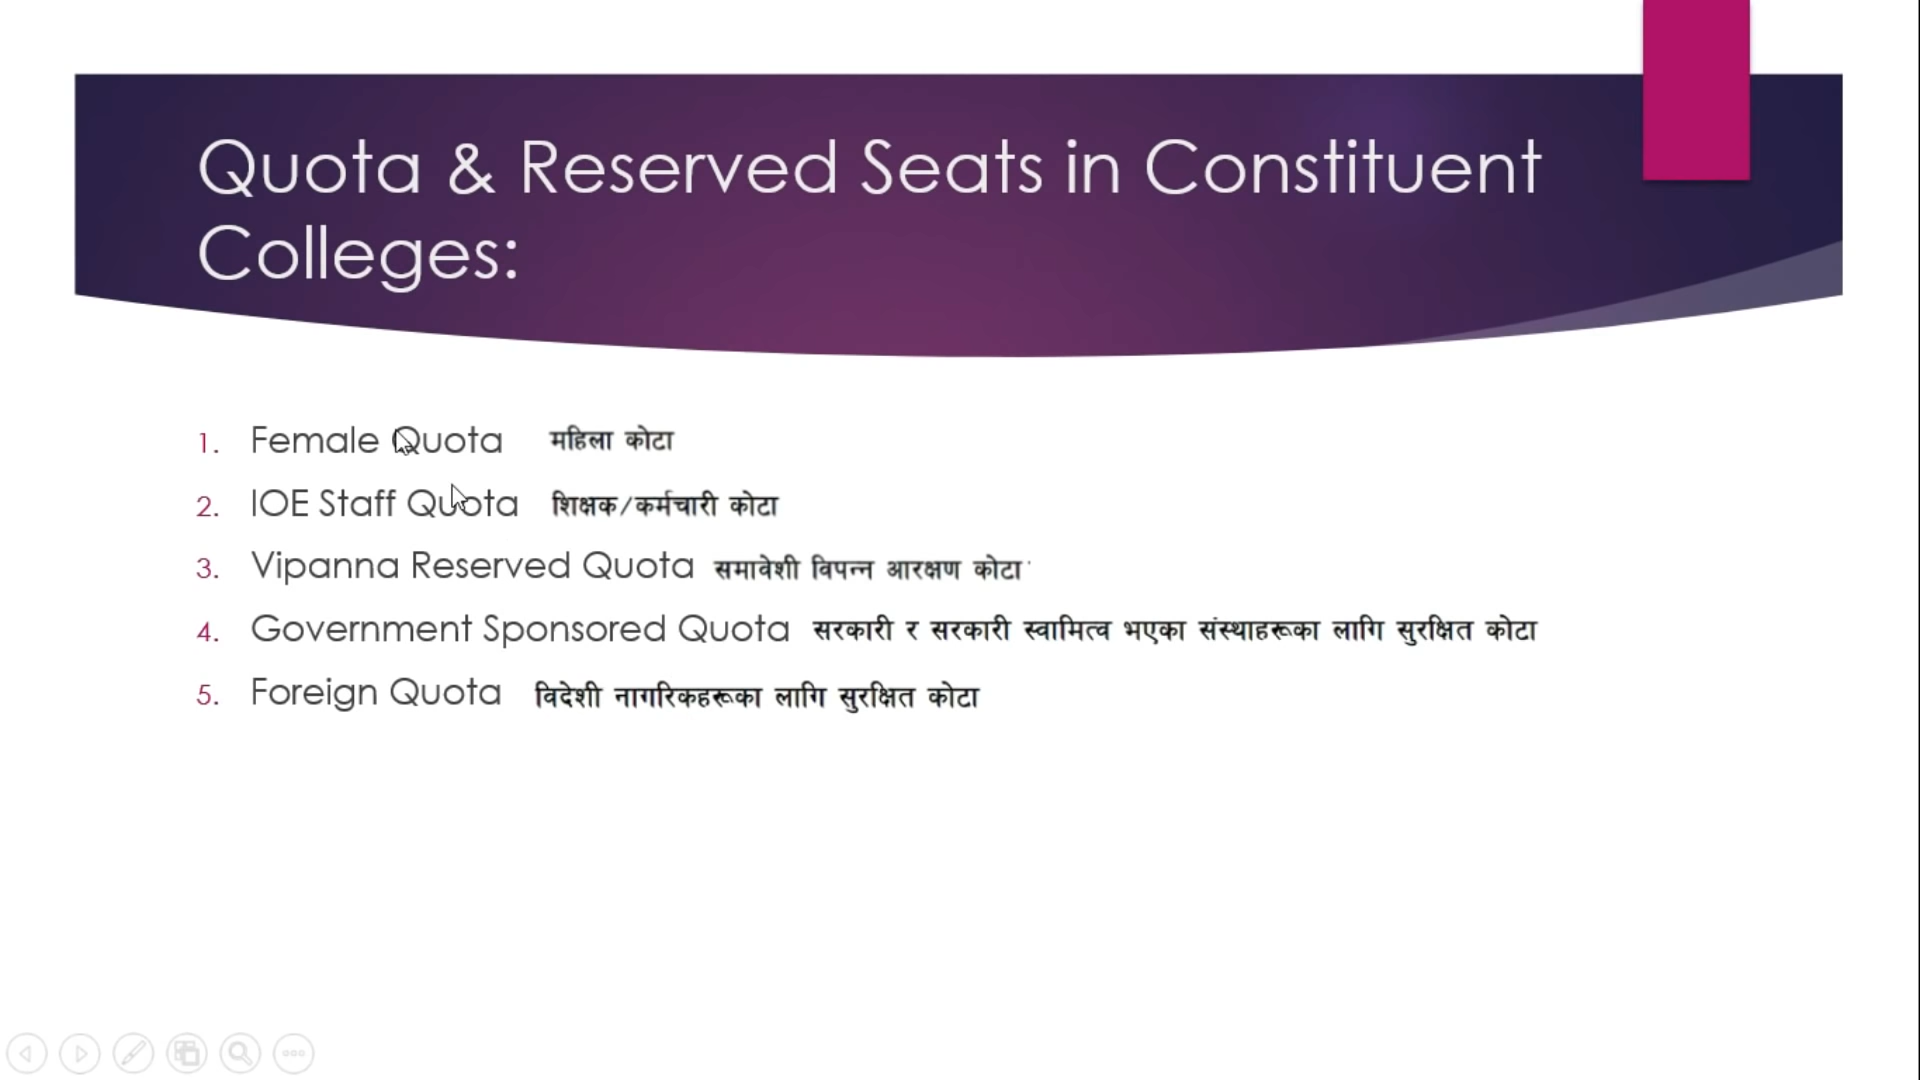 Quota & Reserved Seats in Constituent
Colleges:
1. Female Quota महिला कोटा
2. IOE Staff Quota शिक्षक/कर्मचारी कोटा
3. Vipanna Reserved Quota समावेशी विपन्न आरक्षण कोटा
4. Government Sponsored Quota सरकारी र सरकारी स्वामित्व भएका संस्थाहरूका लागि सुरक्षित कोटा
5. Foreign Quota विदेशी नागरिकहरूका लागि सुरक्षित कोटा